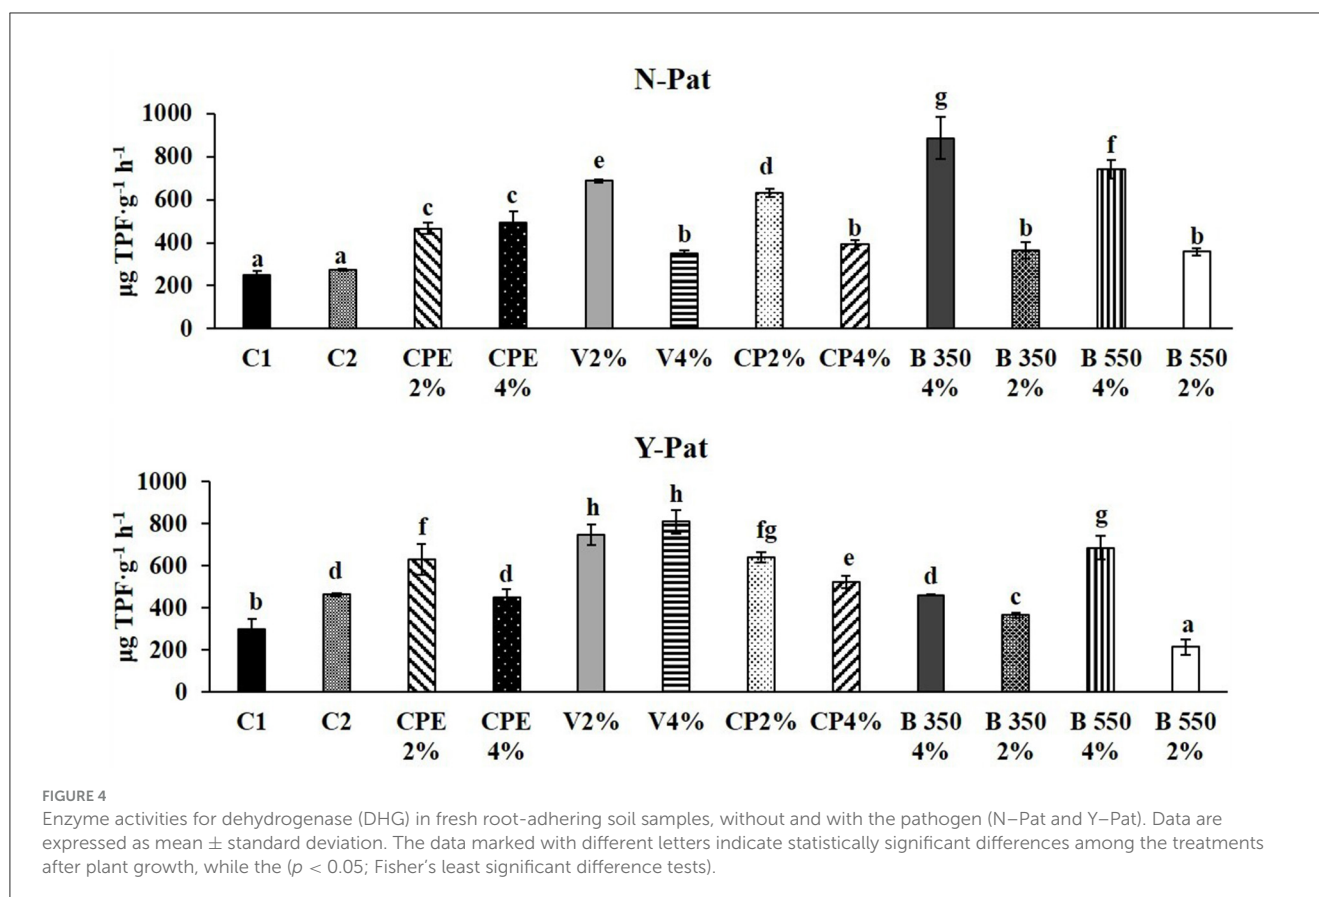 N-Pat
1000
800
600
400
200
0
µg TPF·g⁻¹ h⁻¹
a a c c e b d b g b f b
C1 C2 CPE 2% CPE 4% V2% V4% CP2% CP4% B 350 4% B 350 2% B 550 4% B 550 2%
Y-Pat
1000
800
600
400
200
0
µg TPF·g⁻¹ h⁻¹
b d f d h h fg e d c g a
C1 C2 CPE 2% CPE 4% V2% V4% CP2% CP4% B 350 4% B 350 2% B 550 4% B 550 2%
FIGURE 4
Enzyme activities for dehydrogenase (DHG) in fresh root-adhering soil samples, without and with the pathogen (N–Pat and Y–Pat). Data are
expressed as mean ± standard deviation. The data marked with different letters indicate statistically significant differences among the treatments
after plant growth, while the (p < 0.05; Fisher's least significant difference tests).